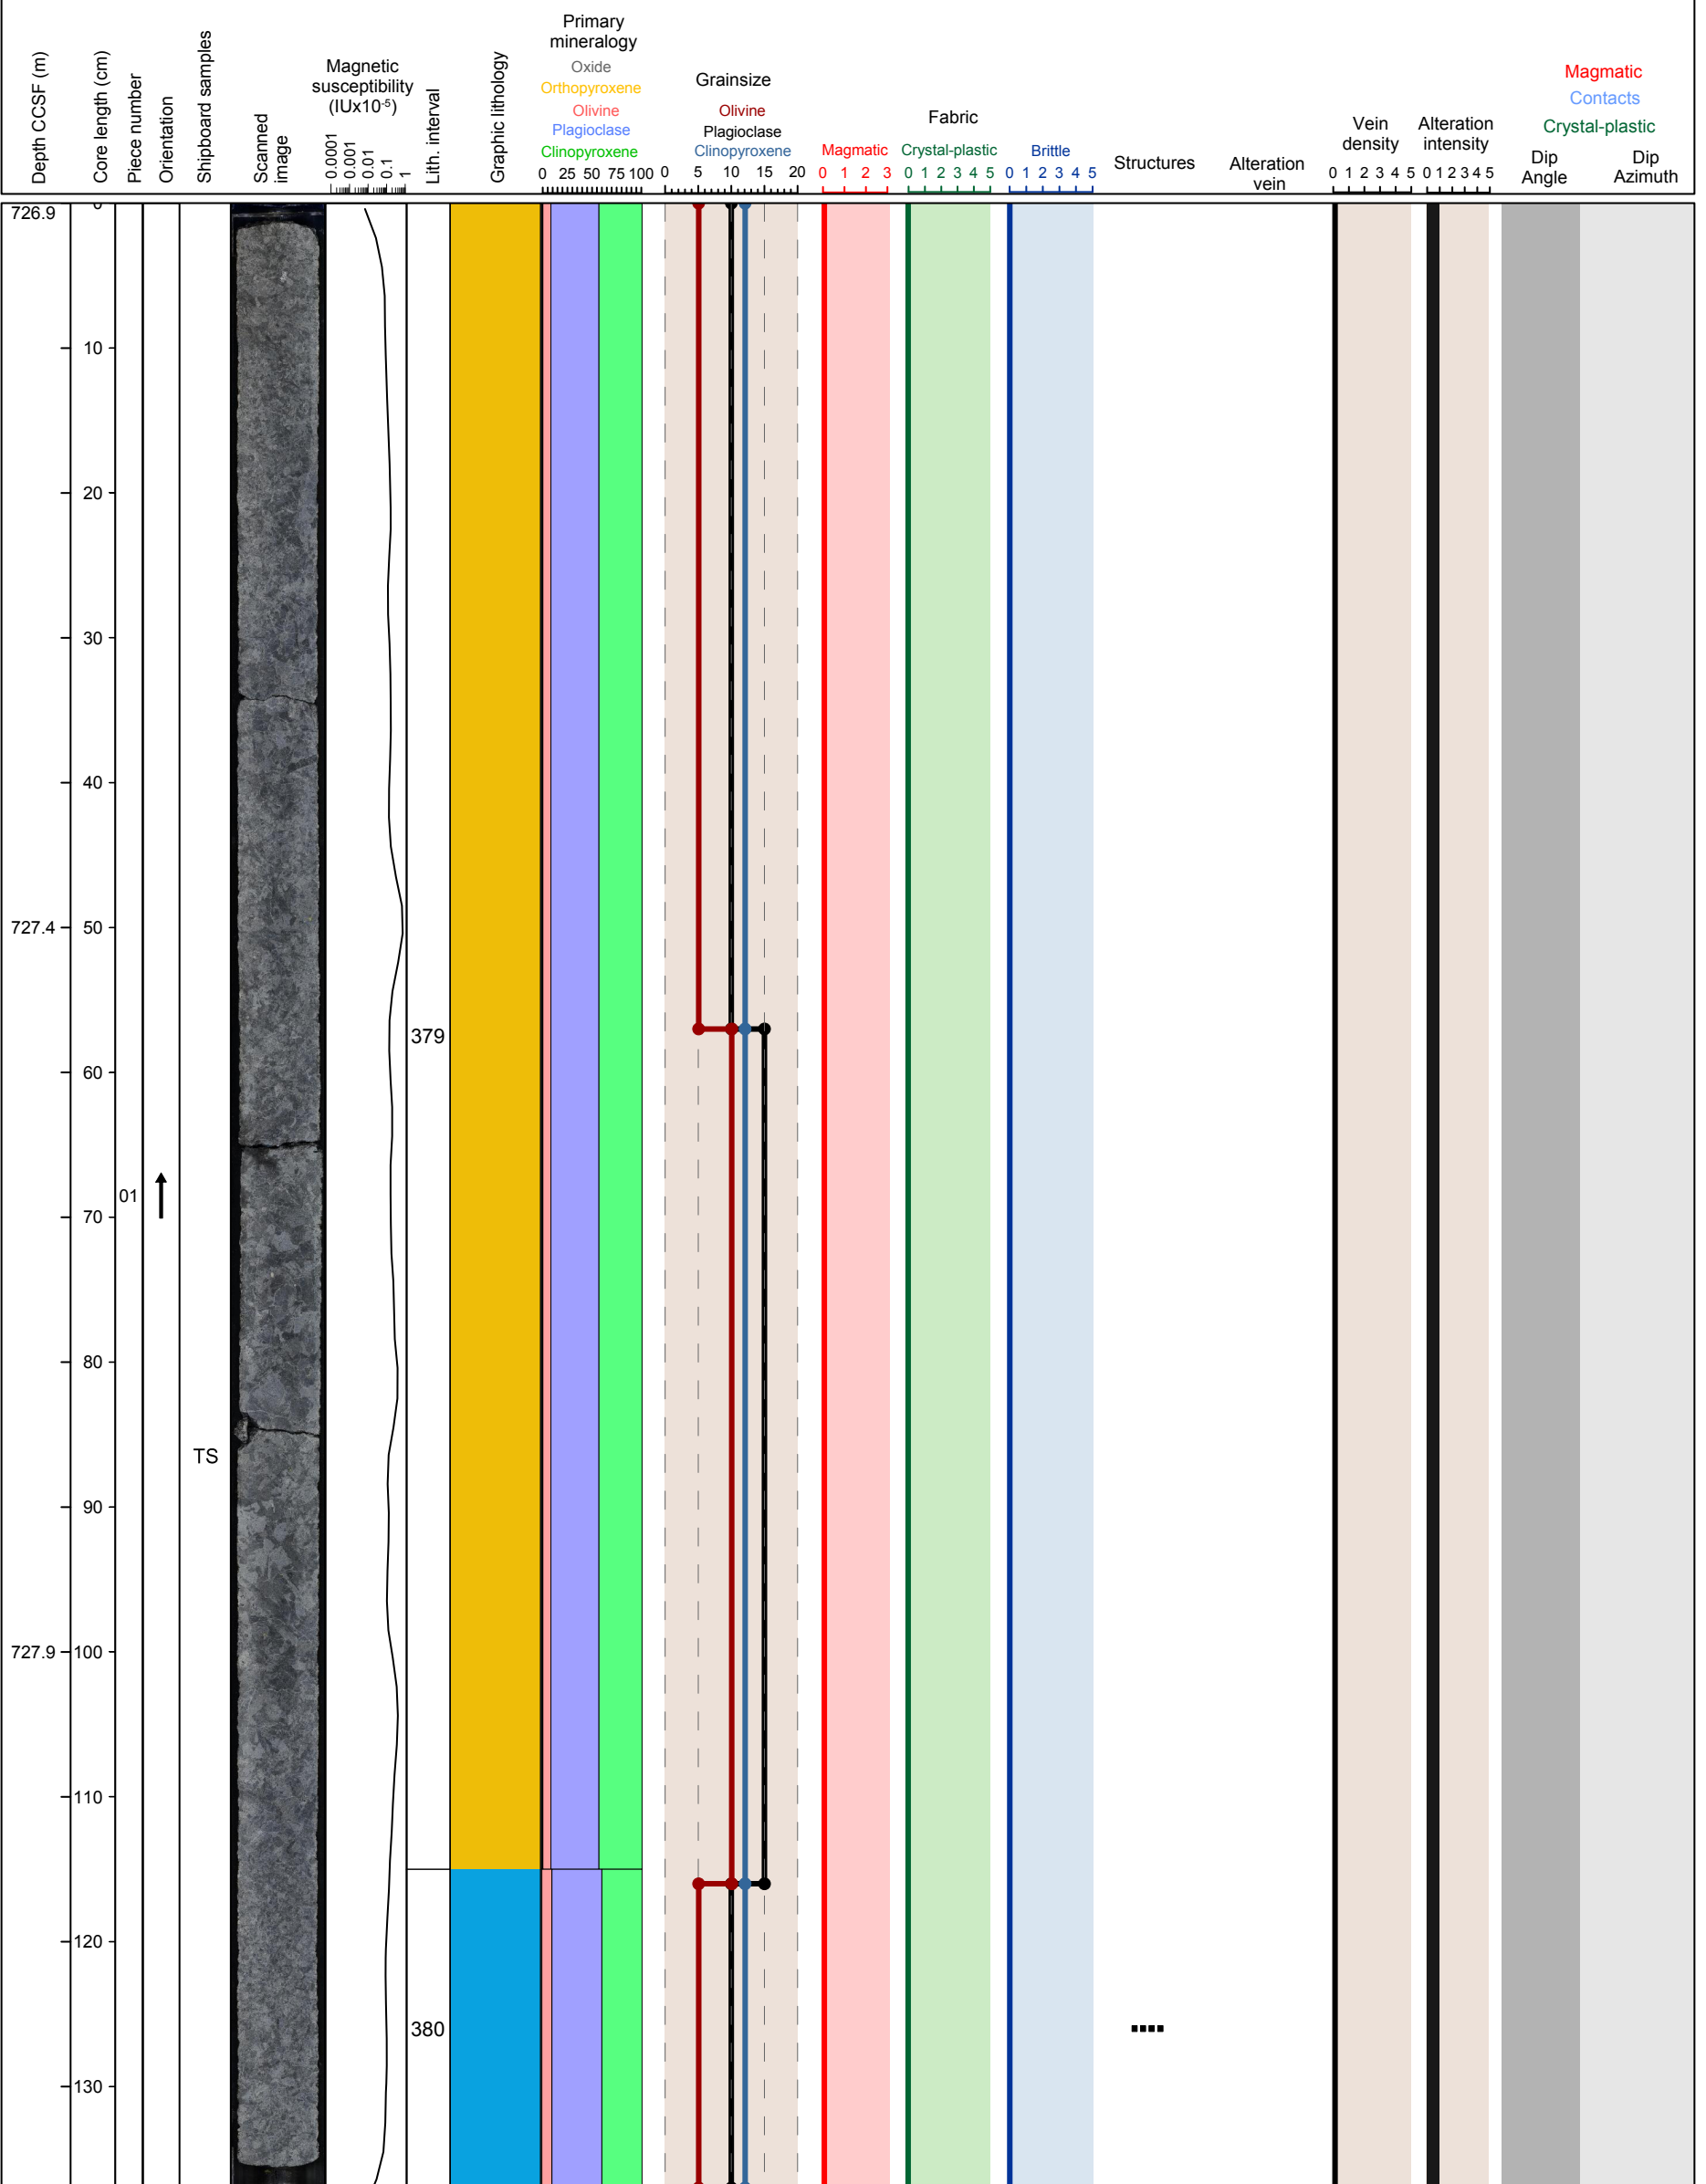 Depth CCSF (m)
Core length (cm)
Piece number
Orientation
Shipboard samples
Scanned
image
Magnetic
susceptibility
(IUx10-5)
0.0001
0.001
0.01
0.1
1
Lith. interval
Graphic lithology
Primary
mineralogy
Oxide
Orthopyroxene
Olivine
Plagioclase
Clinopyroxene
0 25 50 75 100
Grainsize
Olivine
Plagioclase
Clinopyroxene
0 5 10 15 20
Fabric
Magmatic
0 1 2 3
Crystal-plastic
0 1 2 3 4 5
Brittle
0 1 2 3 4 5
Structures
Alteration
vein
Vein
density
0 1 2 3 4 5
Alteration
intensity
0 1 2 3 4 5
Magmatic
Contacts
Crystal-plastic
Dip
Angle
Dip
Azimuth
726.9
0
10
20
30
40
727.4
50
379
60
01
70
80
TS
90
727.9
100
110
120
380
130